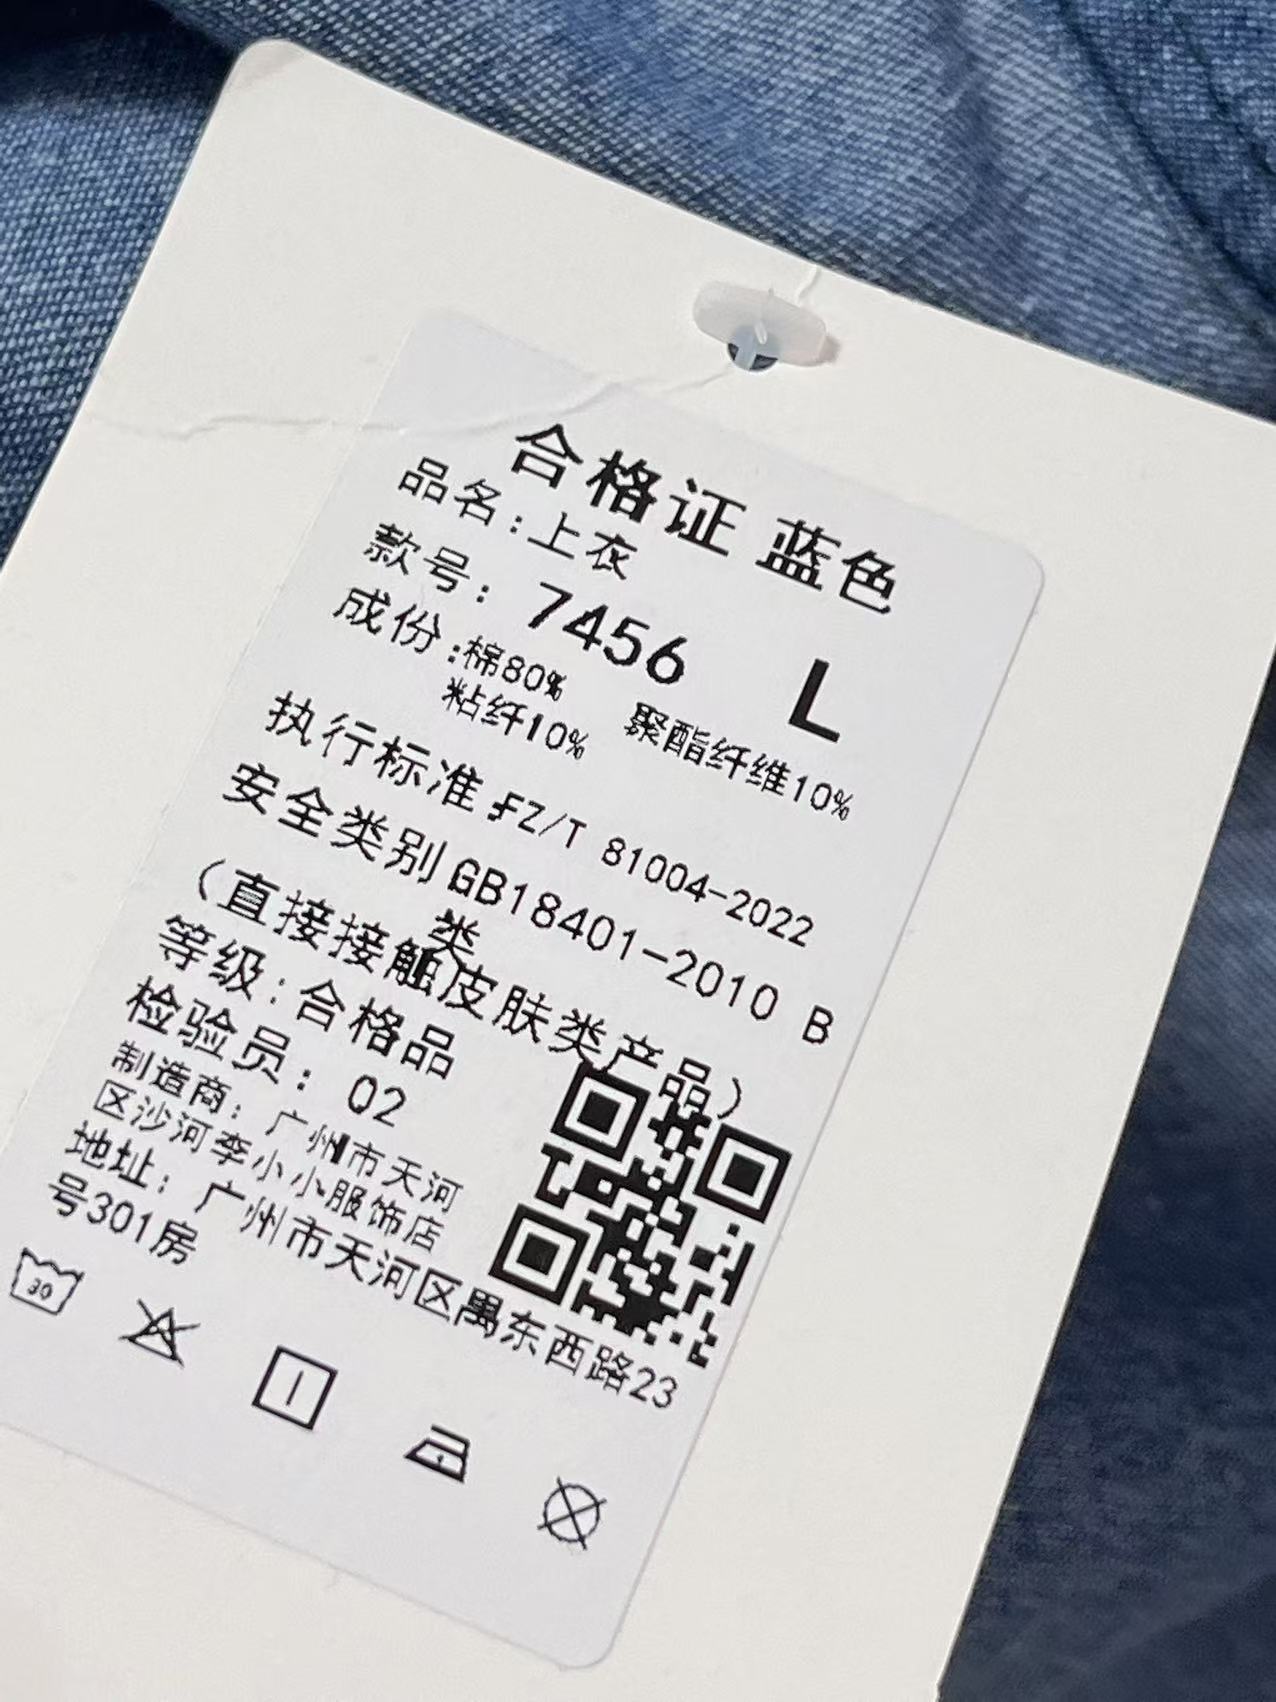 合格证 蓝色
品名:上衣
款号: 7456 L
成份:棉80% 聚酯纤维10%
粘纤10%
执行标准:FZ/T 81004-2022
安全类别:GB18401-2010 B
类
(直接接触皮肤类产品)
等级:合格品
检验员: 02
制造商: 广州市天河
区沙河李小小服饰店
地址: 广州市天河区禺东西路23
号301房
30